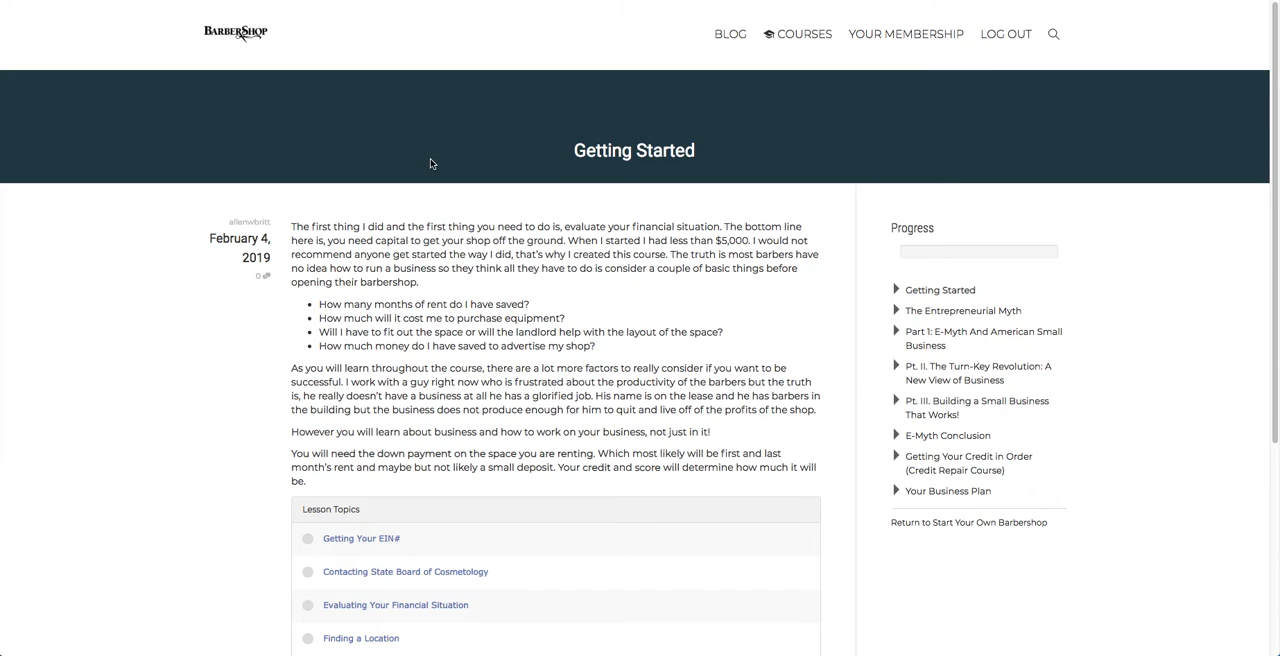 BARBERSHOP
BLOG
COURSES
YOUR MEMBERSHIP
LOG OUT
Getting Started
allenwbritt
February 4,
2019
0
The first thing I did and the first thing you need to do is, evaluate your financial situation. The bottom line
here is, you need capital to get your shop off the ground. When I started I had less than $5,000. I would not
recommend anyone get started the way I did, that's why I created this course. The truth is most barbers have
no idea how to run a business so they think all they have to do is consider a couple of basic things before
opening their barbershop.
• How many months of rent do I have saved?
• How much will it cost me to purchase equipment?
• Will I have to fit out the space or will the landlord help with the layout of the space?
• How much money do I have saved to advertise my shop?
As you will learn throughout the course, there are a lot more factors to really consider if you want to be
successful. I work with a guy right now who is frustrated about the productivity of the barbers but the truth
is, he really doesn't have a business at all he has a glorified job. His name is on the lease and he has barbers in
the building but the business does not produce enough for him to quit and live off of the profits of the shop.
However you will learn about business and how to work on your business, not just in it!
You will need the down payment on the space you are renting. Which most likely will be first and last
month's rent and maybe but not likely a small deposit. Your credit and score will determine how much it will
be.
Lesson Topics
Getting Your EIN#
Contacting State Board of Cosmetology
Evaluating Your Financial Situation
Finding a Location
Progress
Getting Started
The Entrepreneurial Myth
Part 1: E-Myth And American Small
Business
Pt. II. The Turn-Key Revolution: A
New View of Business
Pt. III. Building a Small Business
That Works!
E-Myth Conclusion
Getting Your Credit in Order
(Credit Repair Course)
Your Business Plan
Return to Start Your Own Barbershop